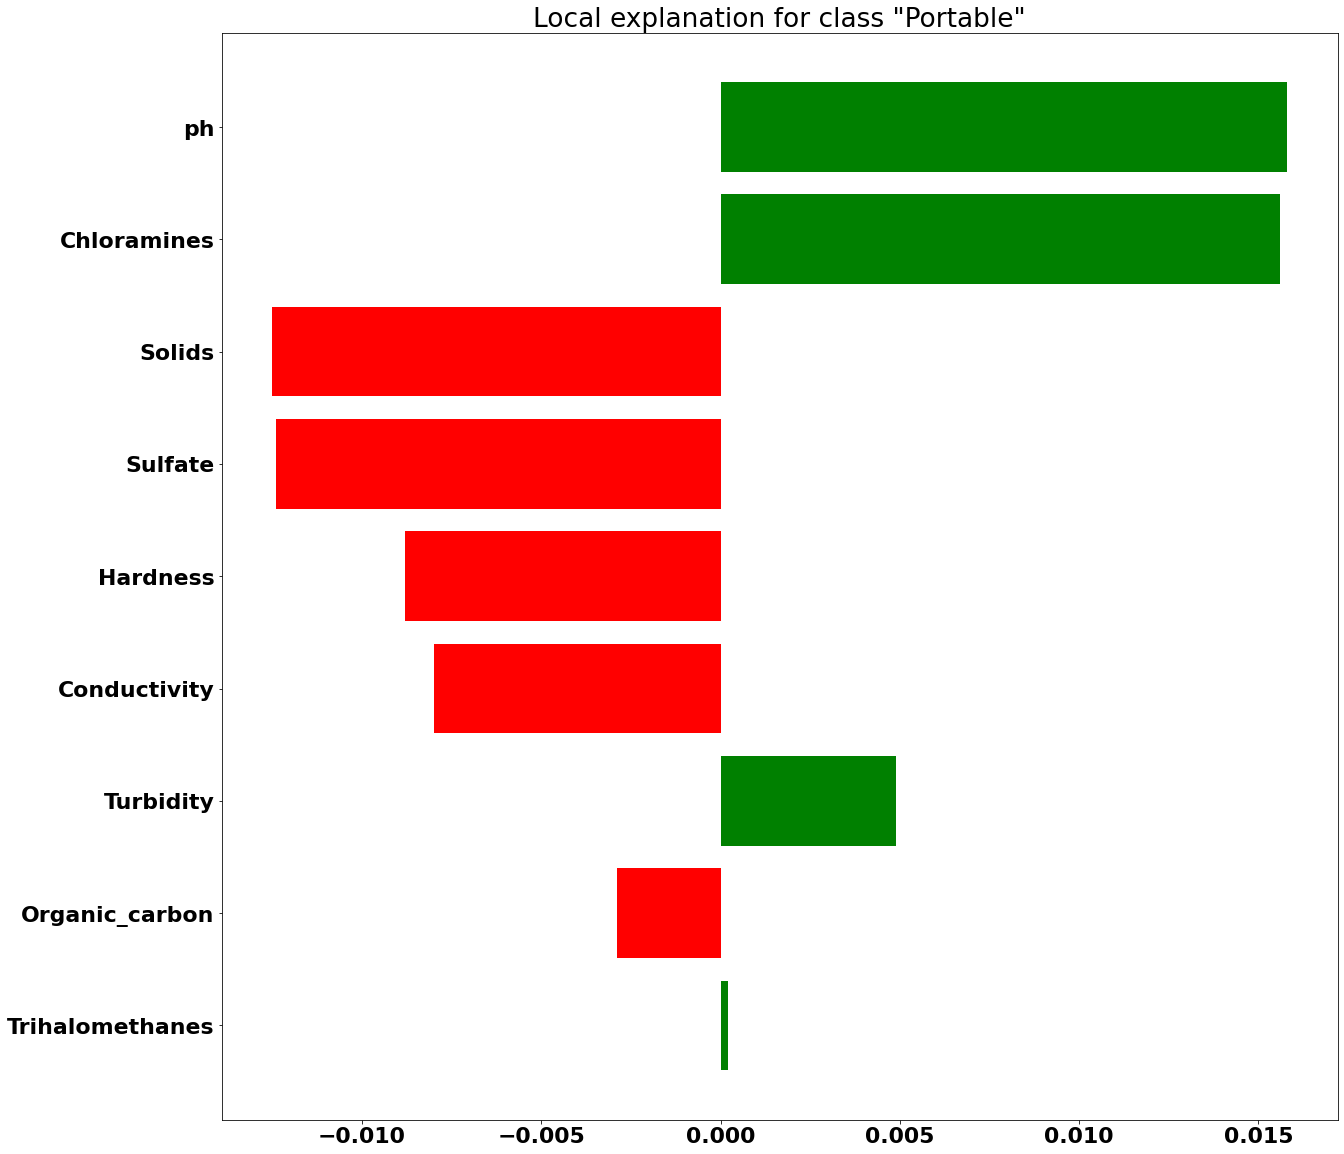 Local explanation for class "Portable"
ph
Chloramines
Solids
Sulfate
Hardness
Conductivity
Turbidity
Organic_carbon
Trihalomethanes
−0.010 −0.005 0.000 0.005 0.010 0.015